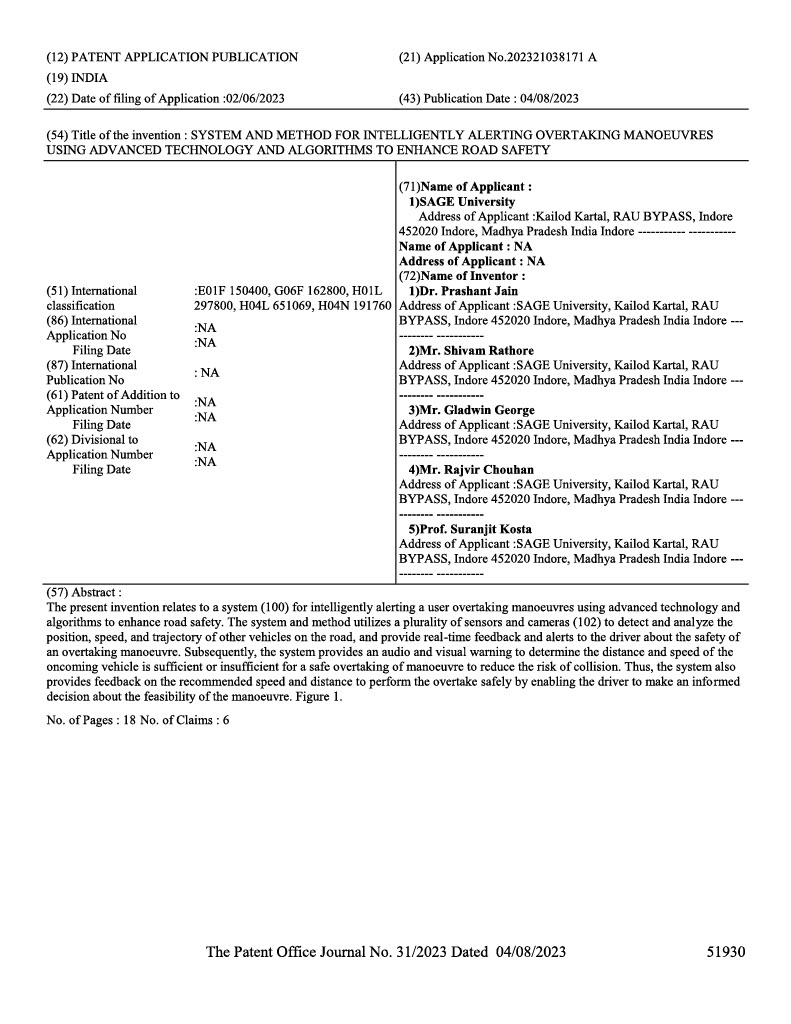 (12) PATENT APPLICATION PUBLICATION
(21) Application No.202321038171 A
(19) INDIA
(22) Date of filing of Application :02/06/2023
(43) Publication Date : 04/08/2023
(54) Title of the invention : SYSTEM AND METHOD FOR INTELLIGENTLY ALERTING OVERTAKING MANOEUVRES
USING ADVANCED TECHNOLOGY AND ALGORITHMS TO ENHANCE ROAD SAFETY
(51) International :E01F 150400, G06F 162800, H01L
classification 297800, H04L 651069, H04N 191760
(86) International
Application No :NA
Filing Date :NA
(87) International
Publication No : NA
(61) Patent of Addition to
Application Number :NA
Filing Date :NA
(62) Divisional to
Application Number :NA
Filing Date :NA
(71)Name of Applicant :
1)SAGE University
Address of Applicant :Kailod Kartal, RAU BYPASS, Indore
452020 Indore, Madhya Pradesh India Indore ----------- -----------
Name of Applicant : NA
Address of Applicant : NA
(72)Name of Inventor :
1)Dr. Prashant Jain
Address of Applicant :SAGE University, Kailod Kartal, RAU
BYPASS, Indore 452020 Indore, Madhya Pradesh India Indore ---
-------- -----------
2)Mr. Shivam Rathore
Address of Applicant :SAGE University, Kailod Kartal, RAU
BYPASS, Indore 452020 Indore, Madhya Pradesh India Indore ---
-------- -----------
3)Mr. Gladwin George
Address of Applicant :SAGE University, Kailod Kartal, RAU
BYPASS, Indore 452020 Indore, Madhya Pradesh India Indore ---
-------- -----------
4)Mr. Rajvir Chouhan
Address of Applicant :SAGE University, Kailod Kartal, RAU
BYPASS, Indore 452020 Indore, Madhya Pradesh India Indore ---
-------- -----------
5)Prof. Suranjit Kosta
Address of Applicant :SAGE University, Kailod Kartal, RAU
BYPASS, Indore 452020 Indore, Madhya Pradesh India Indore ---
-------- -----------
(57) Abstract :
The present invention relates to a system (100) for intelligently alerting a user overtaking manoeuvres using advanced technology and
algorithms to enhance road safety. The system and method utilizes a plurality of sensors and cameras (102) to detect and analyze the
position, speed, and trajectory of other vehicles on the road, and provide real-time feedback and alerts to the driver about the safety of
an overtaking manoeuvre. Subsequently, the system provides an audio and visual warning to determine the distance and speed of the
oncoming vehicle is sufficient or insufficient for a safe overtaking of manoeuvre to reduce the risk of collision. Thus, the system also
provides feedback on the recommended speed and distance to perform the overtake safely by enabling the driver to make an informed
decision about the feasibility of the manoeuvre. Figure 1.
No. of Pages : 18 No. of Claims : 6
The Patent Office Journal No. 31/2023 Dated 04/08/2023
51930